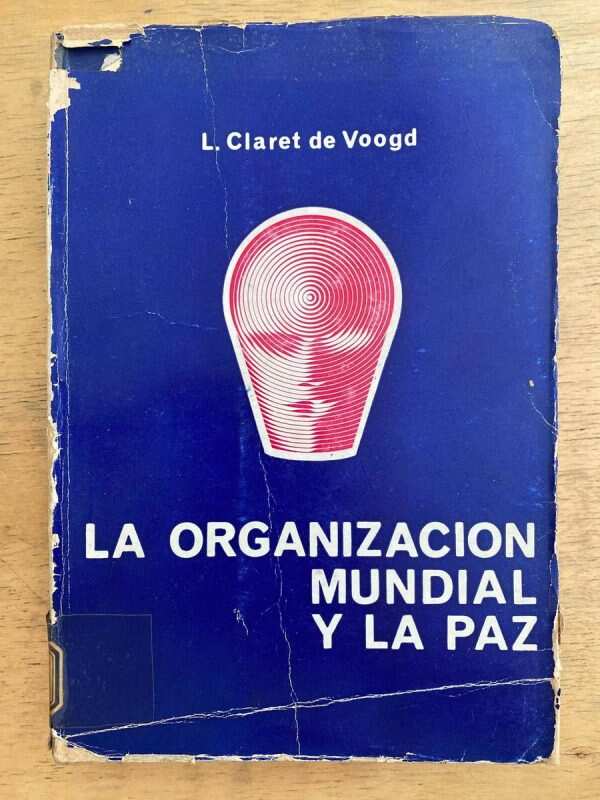 L. Claret de Voogd
LA ORGANIZACION
MUNDIAL
Y LA PAZ